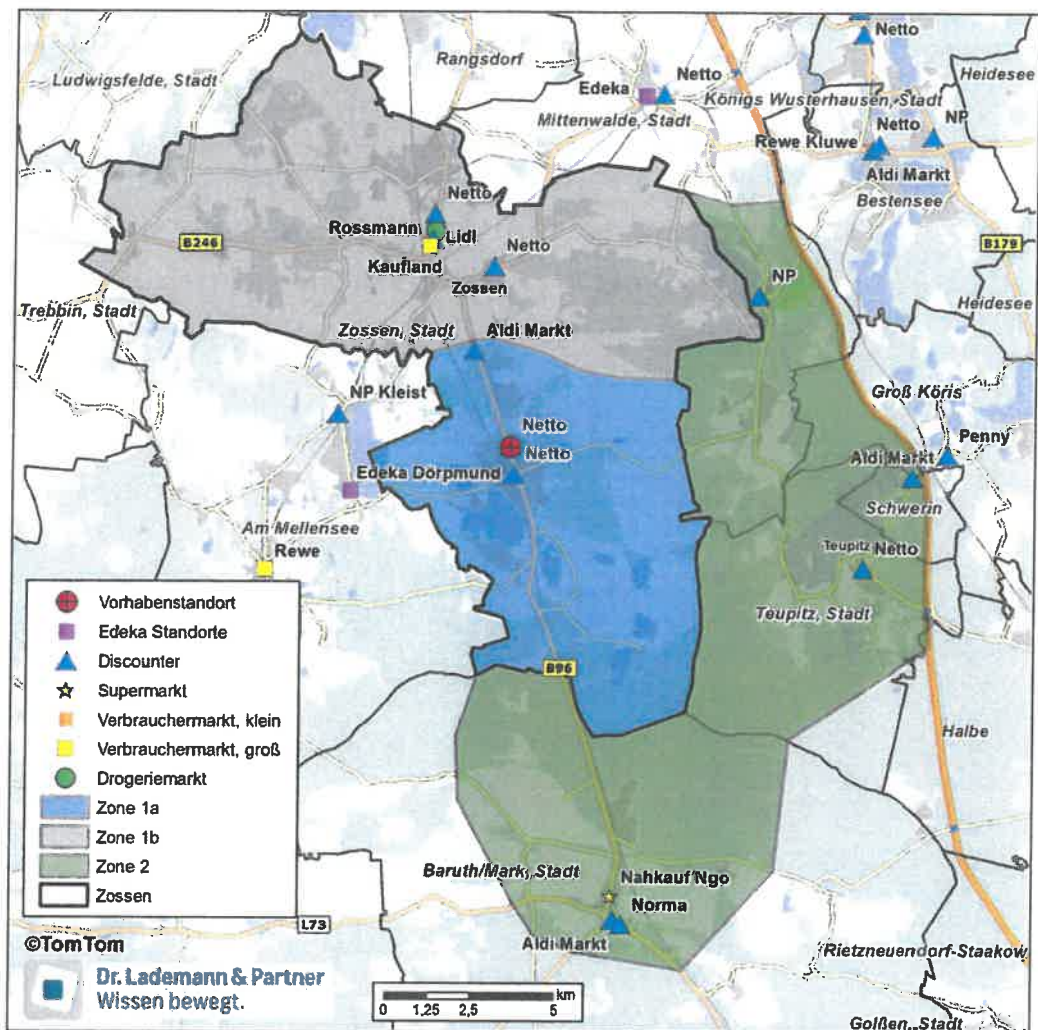 Netto
Rangsdorf
Heidesee
Ludwigsfelde, Stadt
Netto
Edeka
Königs Wusterhausen, Stadt
Mittenwalde, Stadt
Netto
NP
Rewe Kluwe
Aldi Markt
Bestensee
Netto
Rossmann
Lidl
B246
B179
Netto
Kaufland
Zossen
NP
Trebbin, Stadt
Heidesee
Zossen, Stadt
Aldi Markt
NP Kleist
Groß Köris
Netto
Penny
Netto
Aldi Markt
Edeka Dörpmund
Schwerin
Am Mellensee
Rewe
Teupitz
Netto
Teupitz, Stadt
Vorhabenstandort
Edeka Standorte
Discounter
Supermarkt
Verbrauchermarkt, klein
Verbrauchermarkt, groß
Drogeriemarkt
Zone 1a
Zone 1b
Zone 2
Zossen
B96
Halbe
Baruth/Mark, Stadt
Nahkauf Ngo
Norma
L73
Aldi Markt
©TomTom
Rietzneuendorf-Staakow
Dr. Lademann & Partner
Wissen bewegt.
km
0 1,25 2,5 5
Golßen, Stadt